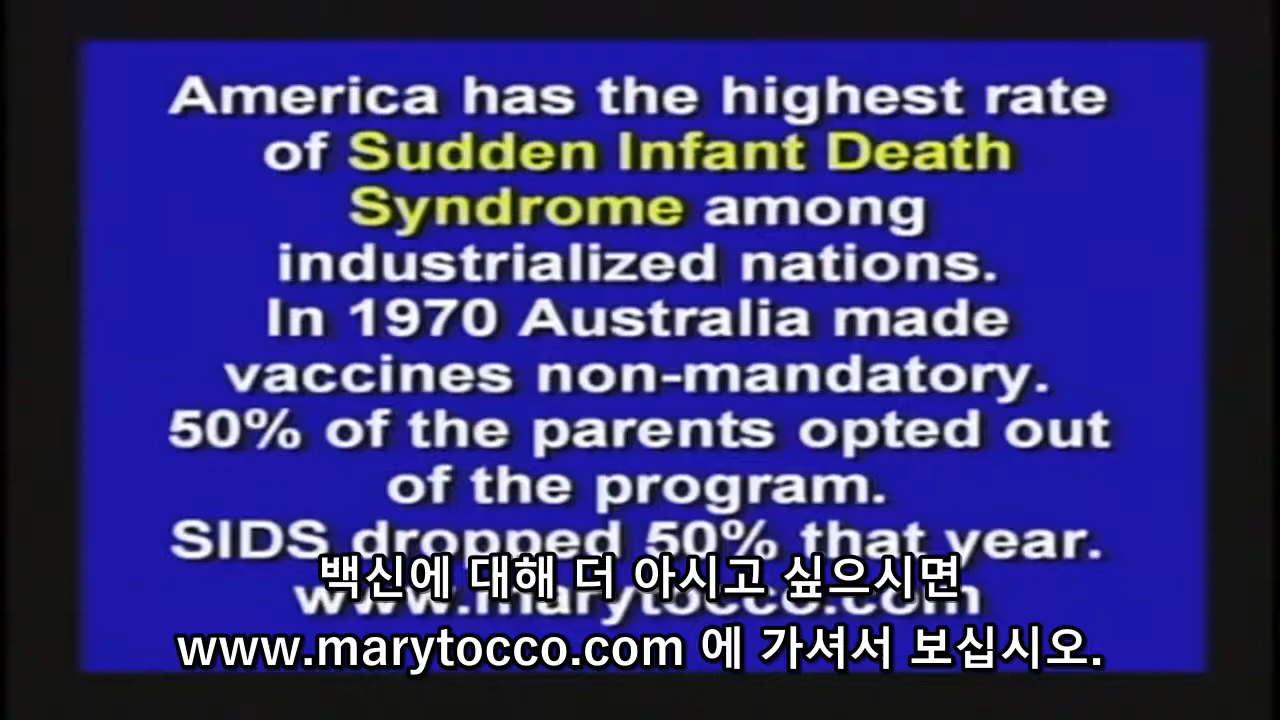 America has the highest rate
of Sudden Infant Death
Syndrome among
industrialized nations.
In 1970 Australia made
vaccines non-mandatory.
50% of the parents opted out
of the program.
SIDS dropped 50% that year.
www.marytocco.com
백신에 대해 더 아시고 싶으시면
www.marytocco.com 에 가셔서 보십시오.